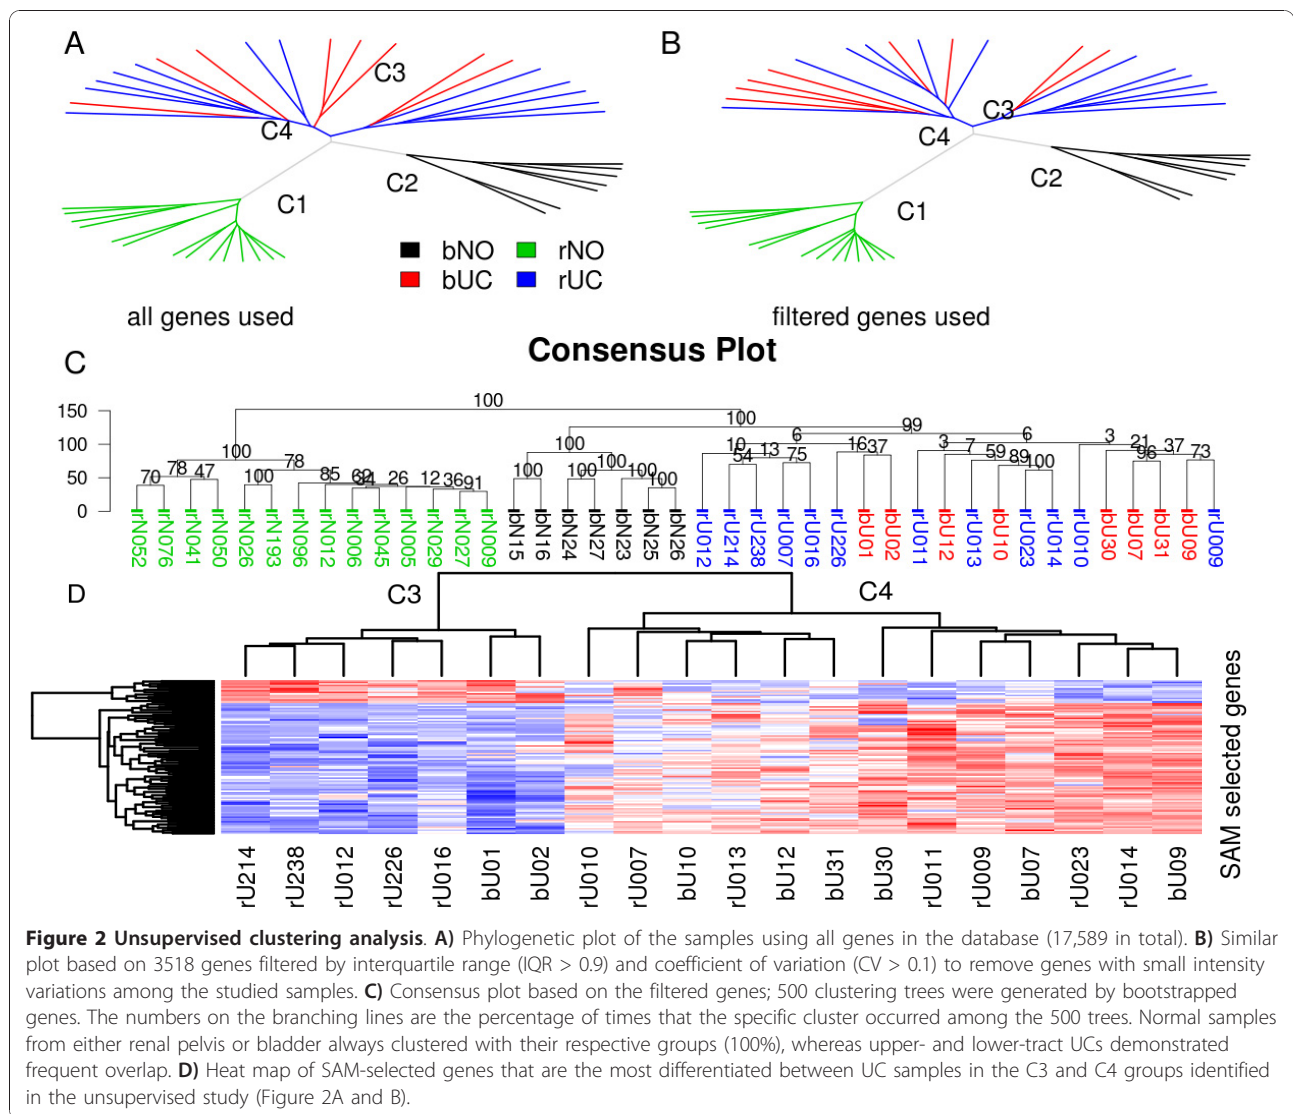 A
B
C3
C3
C4
C4
C2
C2
C1
C1
bNO rNO
bUC rUC
all genes used
filtered genes used
Consensus Plot
C
100
150
100
99
100
100
6
6
10
13
16
37
3
7
3
21
37
100
78
78
47
70
100
85
69
34
26
12
36
91
100
100
100
100
100
100
54
75
59
89
100
96
73
50
0
rN052 rN076 rN041 rN050 rN026 rN193 rN096 rN012 rN006 rN045 rN005 rN029 rN027 rN009 bN15 bN16 bN24 bN27 bN23 bN25 bN26 rU012 rU214 rU238 rU007 rU016 rU226 bU01 bU02 rU011 bU12 rU013 bU10 rU023 rU014 rU010 bU30 bU07 bU31 bU09 rU009
D
C3
C4
SAM selected genes
rU214 rU238 rU012 rU226 rU016 bU01 bU02 rU010 rU007 bU10 rU013 bU12 bU31 bU30 rU011 rU009 bU07 rU023 rU014 bU09
Figure 2 Unsupervised clustering analysis. A) Phylogenetic plot of the samples using all genes in the database (17,589 in total). B) Similar
plot based on 3518 genes filtered by interquartile range (IQR > 0.9) and coefficient of variation (CV > 0.1) to remove genes with small intensity
variations among the studied samples. C) Consensus plot based on the filtered genes; 500 clustering trees were generated by bootstrapped
genes. The numbers on the branching lines are the percentage of times that the specific cluster occurred among the 500 trees. Normal samples
from either renal pelvis or bladder always clustered with their respective groups (100%), whereas upper- and lower-tract UCs demonstrated
frequent overlap. D) Heat map of SAM-selected genes that are the most differentiated between UC samples in the C3 and C4 groups identified
in the unsupervised study (Figure 2A and B).